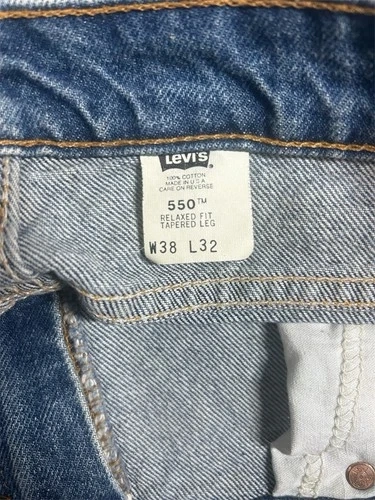 Levi's
100% COTTON
MADE IN U S A
CARE ON REVERSE
550™
RELAXED FIT
TAPERED LEG
W38 L32